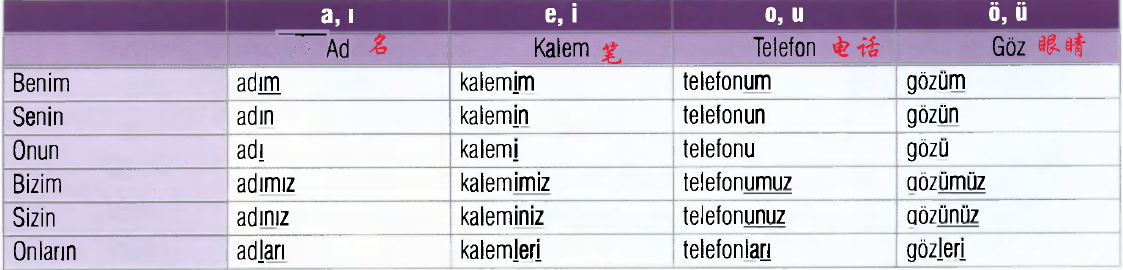 a, ı e, i o, u ö, ü
Ad 名 Kalem 笔 Telefon 电话 Göz 眼睛
Benim adım kalemim telefonum gözüm
Senin adın kalemin telefonun gözün
Onun adı kalemi telefonu gözü
Bizim adımız kalemimiz telefonumuz gözümüz
Sizin adınız kaleminiz telefonunuz gözünüz
Onların adları kalemleri telefonları gözleri